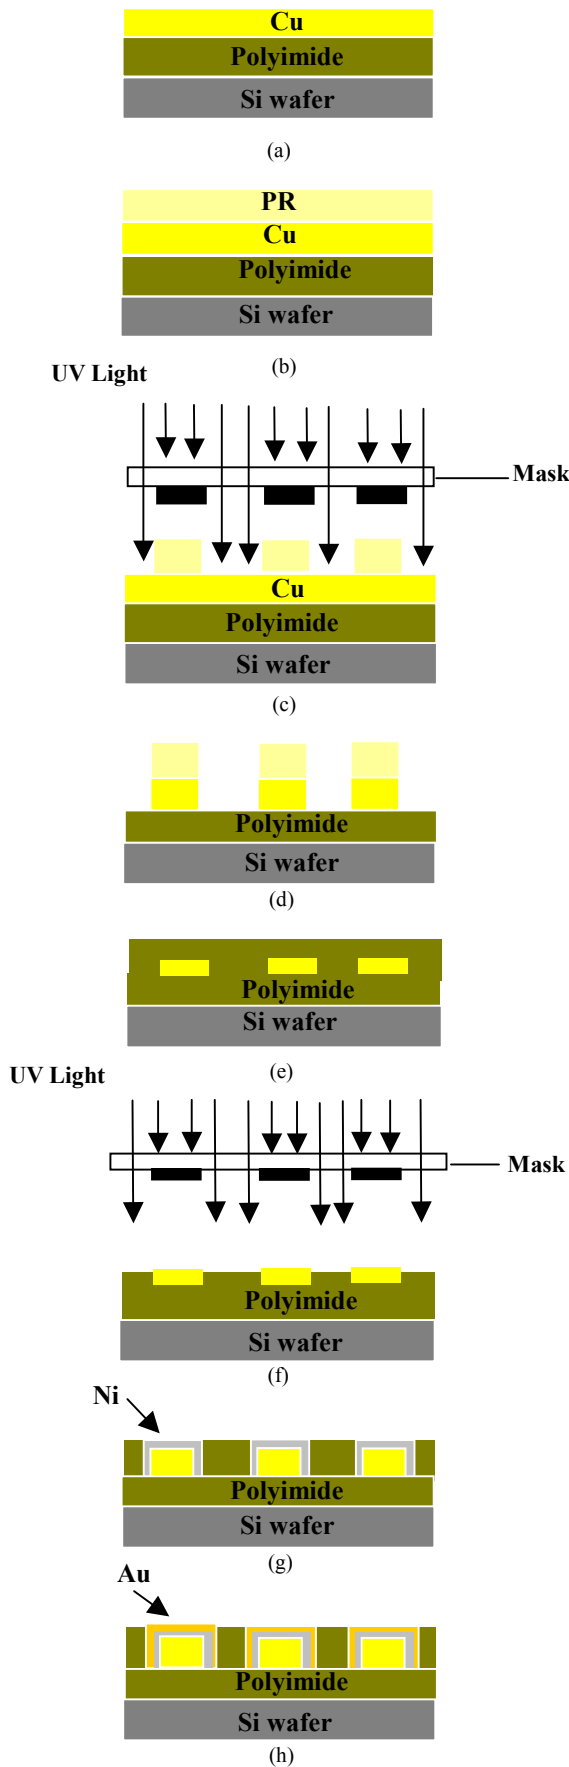 Cu
Polyimide
Si wafer
(a)
PR
Cu
Polyimide
Si wafer
(b)
UV Light
Mask
Cu
Polyimide
Si wafer
(c)
Polyimide
Si wafer
(d)
Polyimide
Si wafer
(e)
UV Light
Mask
Polyimide
Si wafer
(f)
Ni
Polyimide
Si wafer
(g)
Au
Polyimide
Si wafer
(h)